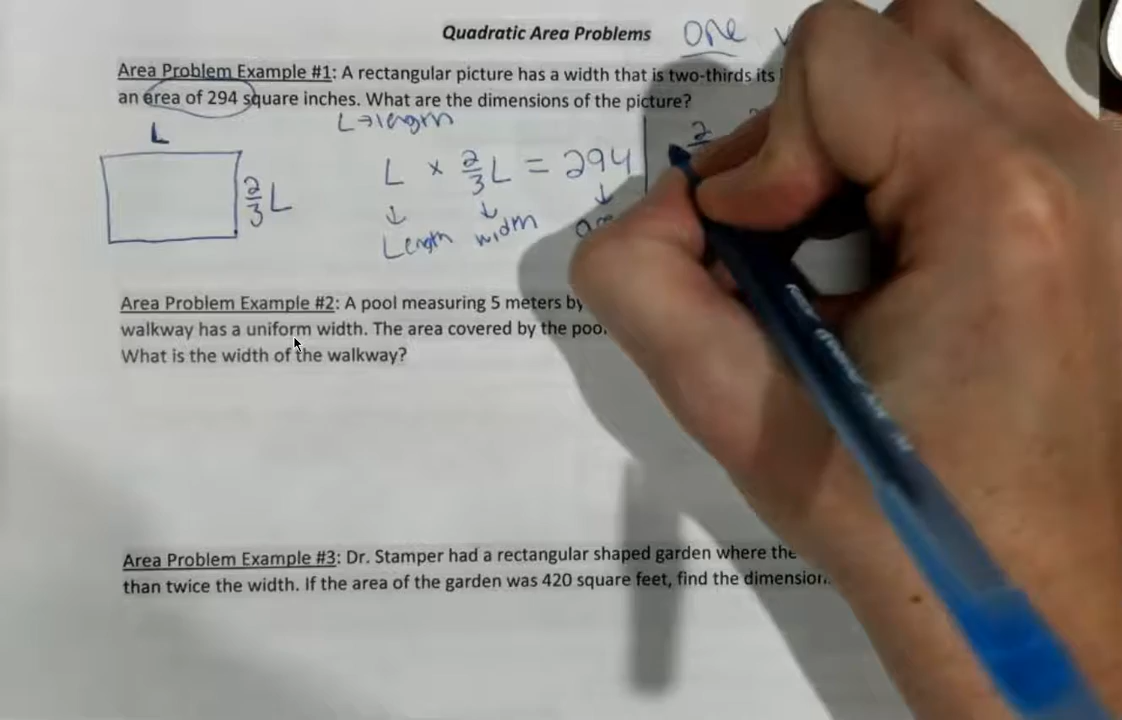 Quadratic Area Problems one
Area Problem Example #1: A rectangular picture has a width that is two-thirds its
an area of 294 square inches. What are the dimensions of the picture?
L
L→length
2/3 L
L × 2/3 L = 294
2
↓ ↓ ↓
Length width
Area Problem Example #2: A pool measuring 5 meters by
walkway has a uniform width. The area covered by the
What is the width of the walkway?
Area Problem Example #3: Dr. Stamper had a rectangular shaped garden where the
than twice the width. If the area of the garden was 420 square feet, find the